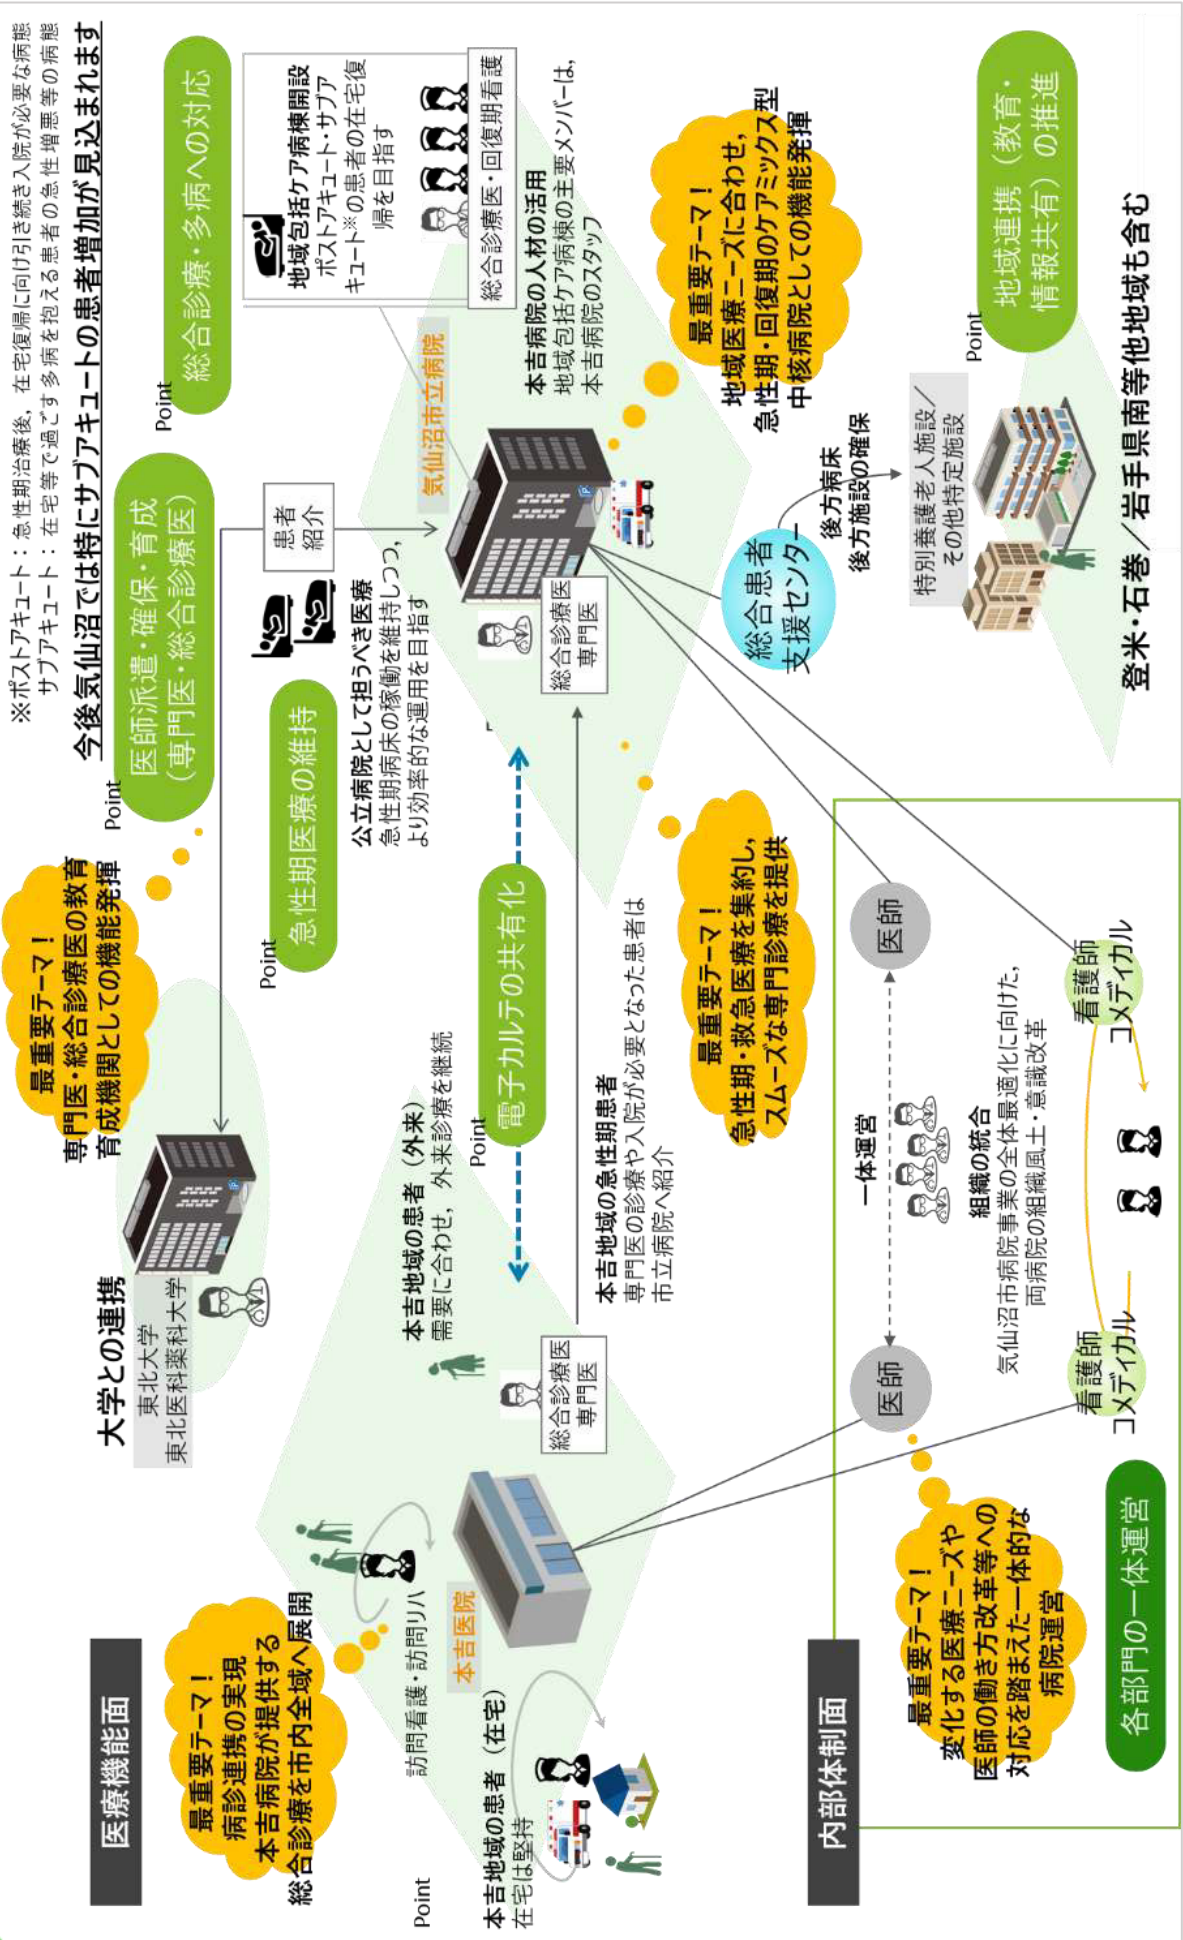 ※ポストアキュート：急性期治療後，在宅復帰に向け引き続き入院が必要な病態
サブアキュート：在宅等で過ごす多病を抱える患者の急性増悪等の病態
今後気仙沼では特にサブアキュートの患者増加が見込まれます
医療機能面
最重要テーマ！
病診連携の実現
本吉病院が提供する
総合診療を市内全域へ展開
大学との連携
東北大学
東北医科薬科大学
最重要テーマ！
専門医・総合診療医の教育
育成機関としての機能発揮
Point
医師派遣・確保・育成
（専門医・総合診療医）
Point
総合診療・多病への対応
患者
紹介
地域包括ケア病棟開設
ポストアキュート・サブア
キュート※の患者の在宅復
帰を目指す
総合診療医・回復期看護
Point
急性期医療の維持
公立病院として担うべき医療
急性期病床の稼働を維持しつつ，
より効率的な運用を目指す
気仙沼市立病院
本吉病院の人材の活用
地域包括ケア病棟の主要メンバーは，
本吉病院のスタッフ
訪問看護・訪問リハ
本吉医院
本吉地域の患者（外来）
需要に合わせ，外来診療を継続
Point
電子カルテの共有化
Point
本吉地域の患者（在宅）
在宅は堅持
総合診療医
専門医
総合診療医
専門医
本吉地域の急性期患者
専門医の診療や入院が必要となった患者は
市立病院へ紹介
最重要テーマ！
急性期・救急医療を集約し，
スムーズな専門診療を提供
最重要テーマ！
地域医療ニーズに合わせ，
急性期・回復期のケアミックス型
中核病院としての機能発揮
総合患者
支援センター
後方病床
後方施設の確保
特別養護老人施設／
その他特定施設
Point
地域連携（教育・
情報共有）の推進
登米・石巻／岩手県南等他地域も含む
内部体制面
最重要テーマ！
変化する医療ニーズや
医師の働き方改革等への
対応を踏まえた一体的な
病院運営
各部門の一体運営
医師
一体運営
医師
組織の統合
気仙沼市病院事業の全体最適化に向けた，
両病院の組織風土・意識改革
看護師
コメディカル
看護師
コメディカル